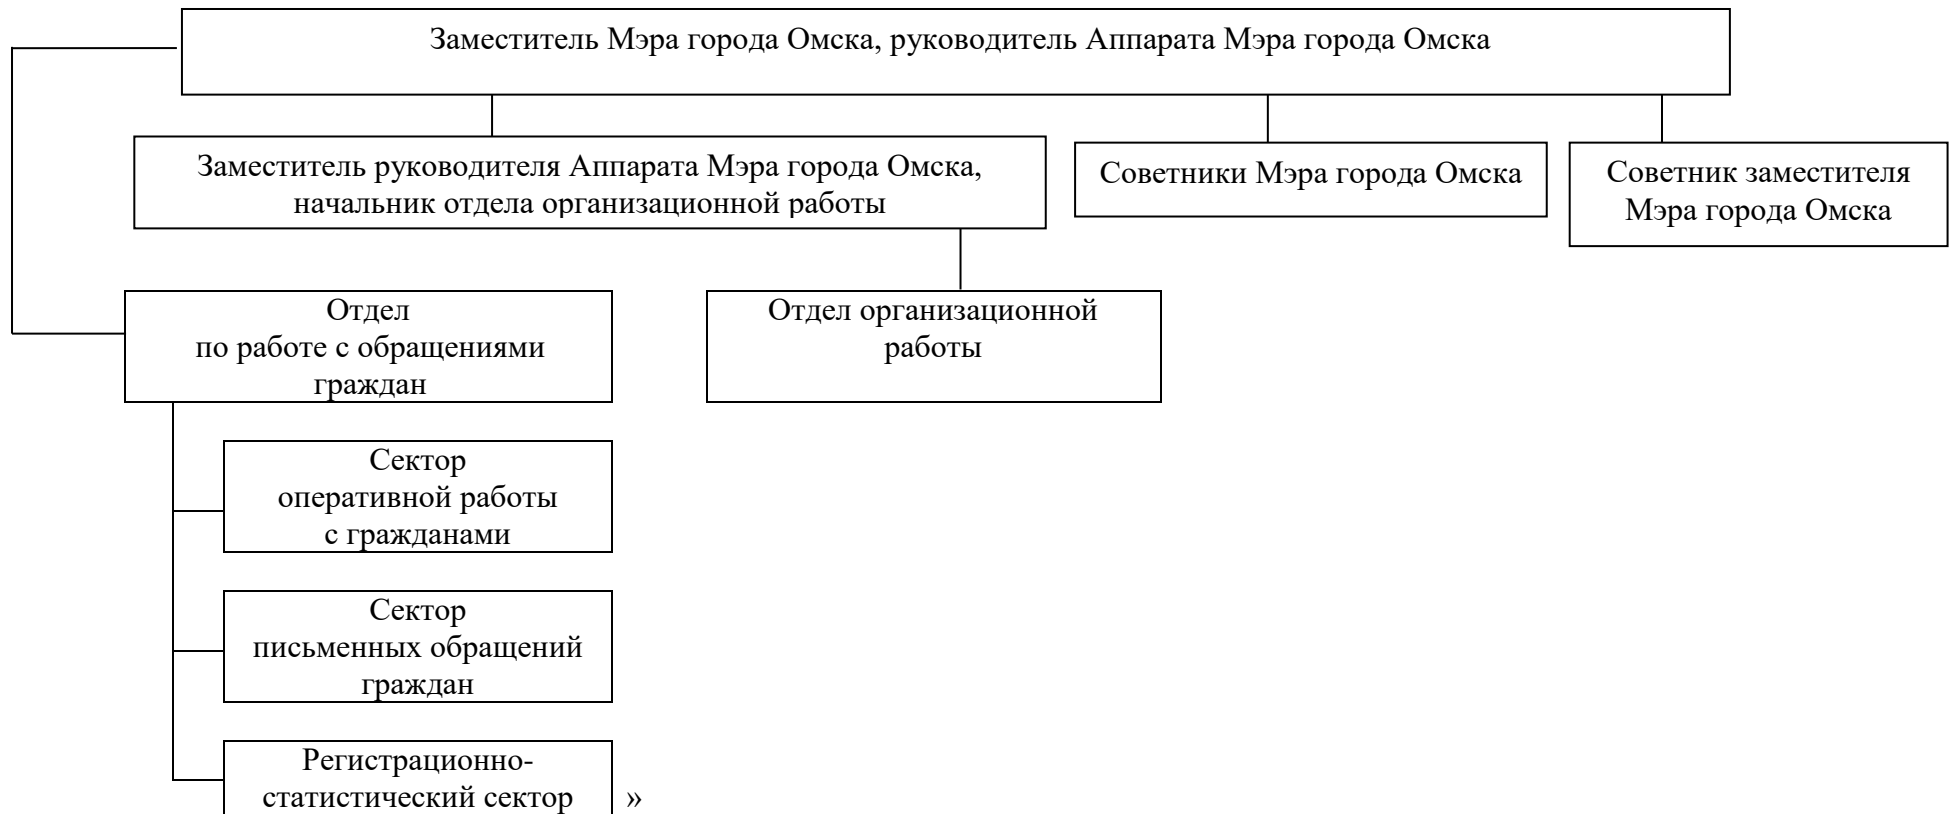 Заместитель Мэра города Омска, руководитель Аппарата Мэра города Омска
Заместитель руководителя Аппарата Мэра города Омска,
начальник отдела организационной работы
Советники Мэра города Омска
Советник заместителя
Мэра города Омска
Отдел
по работе с обращениями
граждан
Отдел организационной
работы
Сектор
оперативной работы
с гражданами
Сектор
письменных обращений
граждан
Регистрационно-
статистический сектор
»